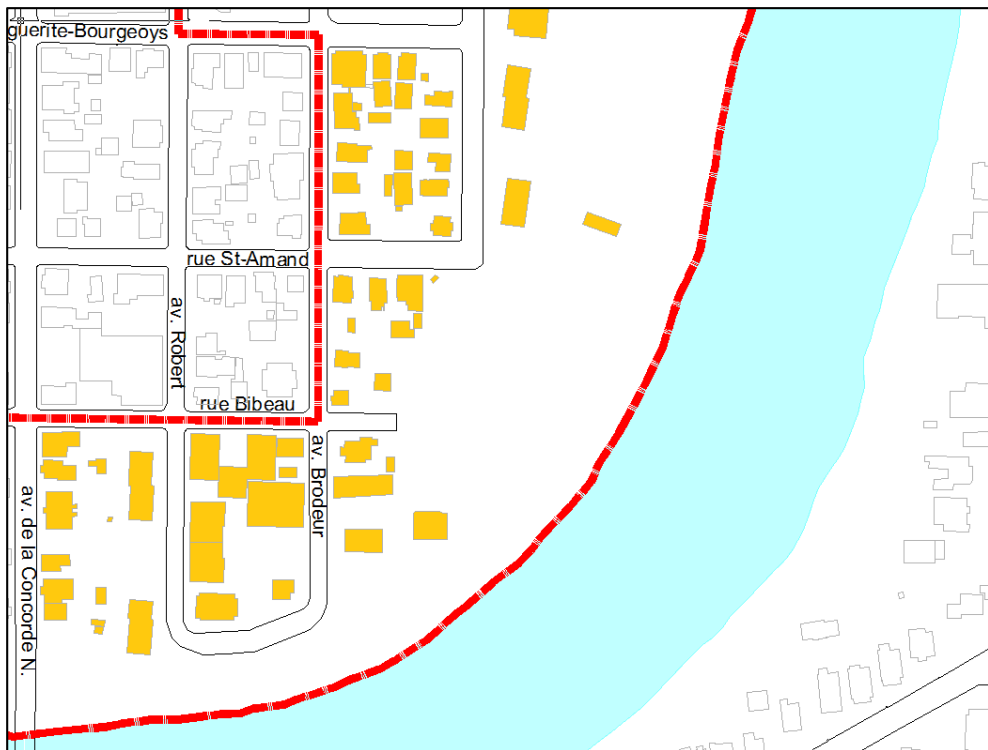 guerite-Bourgeoys
rue St-Amand
av. Robert
rue Bibeau
av. Brodeur
av. de la Concorde N.